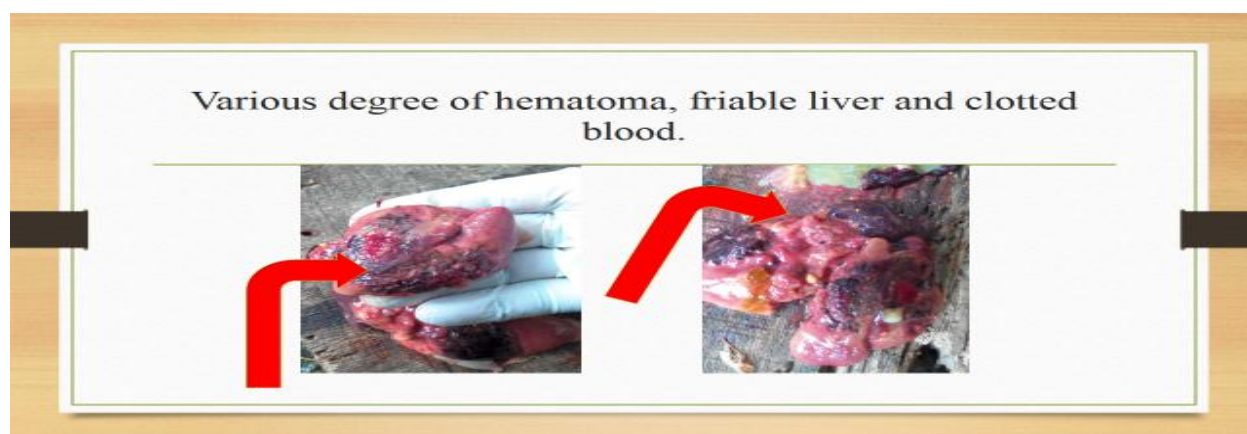 Various degree of hematoma, friable liver and clotted
blood.